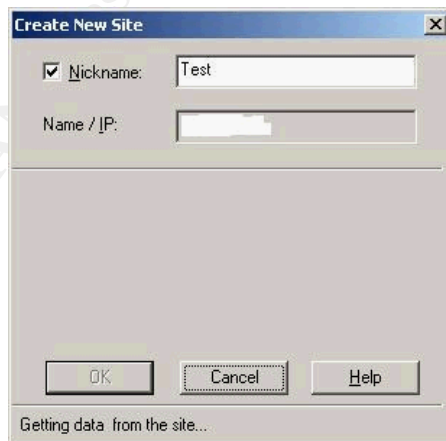 Create New Site
Nickname: Test
Name / IP:
OK Cancel Help
Getting data from the site...